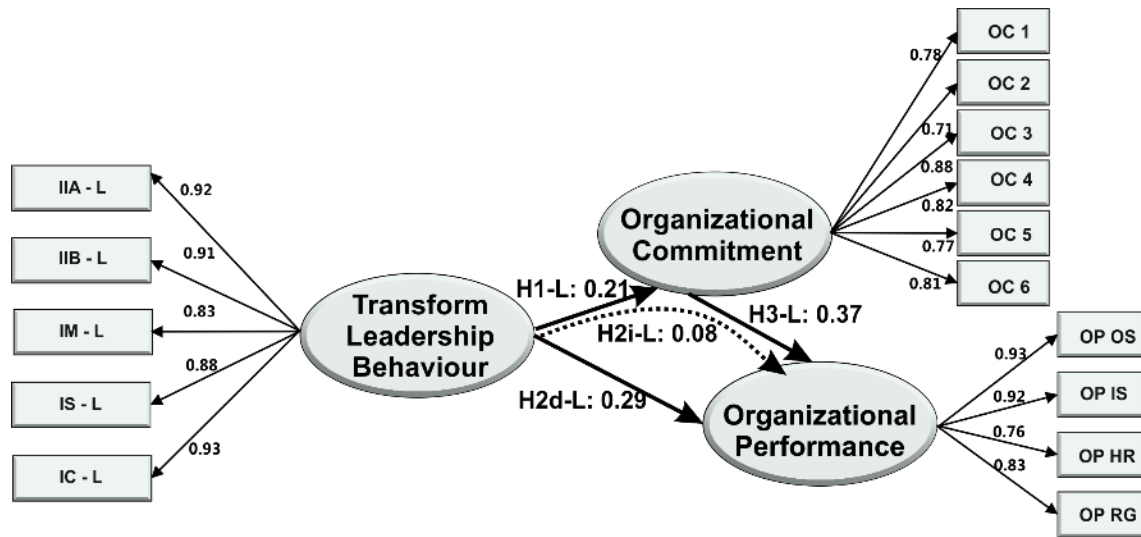 OC 1
0.78
OC 2
0.71
OC 3
0.88
OC 4
0.82
OC 5
0.77
OC 6
0.81
IIA - L
0.92
IIB - L
0.91
IM - L
0.83
IS - L
0.88
IC - L
0.93
Organizational
Commitment
Transform
Leadership
Behaviour
H1-L: 0.21
H2i-L: 0.08
H3-L: 0.37
H2d-L: 0.29
Organizational
Performance
OP OS
0.93
OP IS
0.92
OP HR
0.76
OP RG
0.83